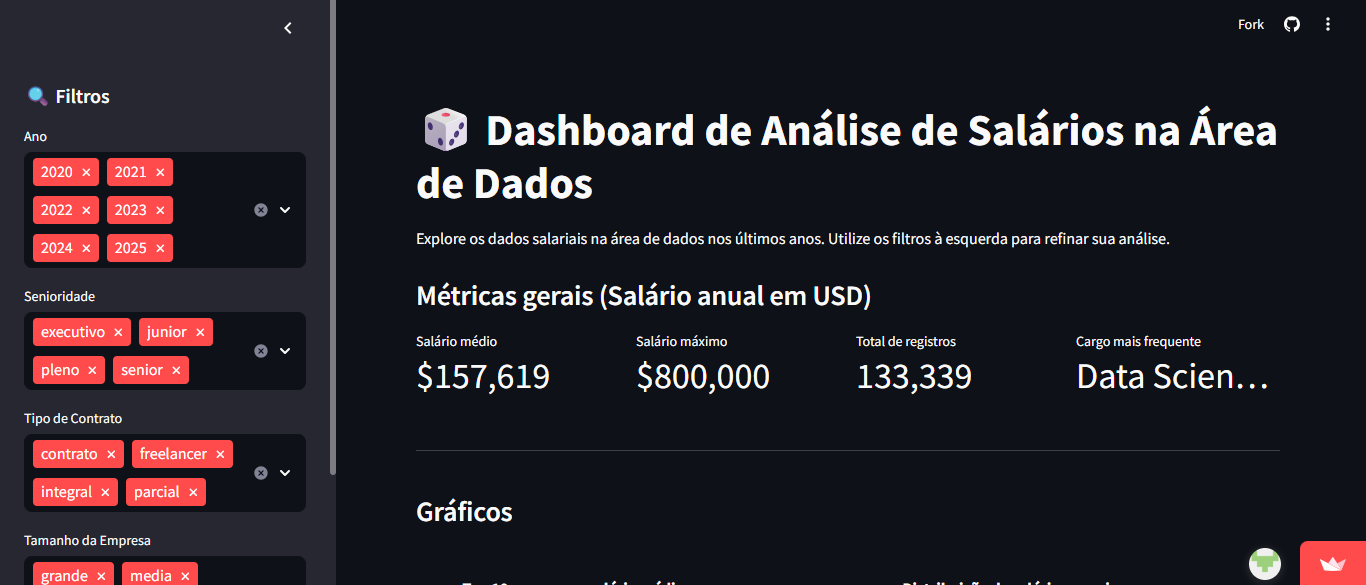 Fork
Filtros
Ano
2020 × 2021 ×
2022 × 2023 ×
2024 × 2025 ×
Senioridade
executivo × junior ×
pleno × senior ×
Tipo de Contrato
contrato × freelancer ×
integral × parcial ×
Tamanho da Empresa
grande × media ×
Dashboard de Análise de Salários na Área
de Dados
Explore os dados salariais na área de dados nos últimos anos. Utilize os filtros à esquerda para refinar sua análise.
Métricas gerais (Salário anual em USD)
Salário médio
$157,619
Salário máximo
$800,000
Total de registros
133,339
Cargo mais frequente
Data Scien…
Gráficos